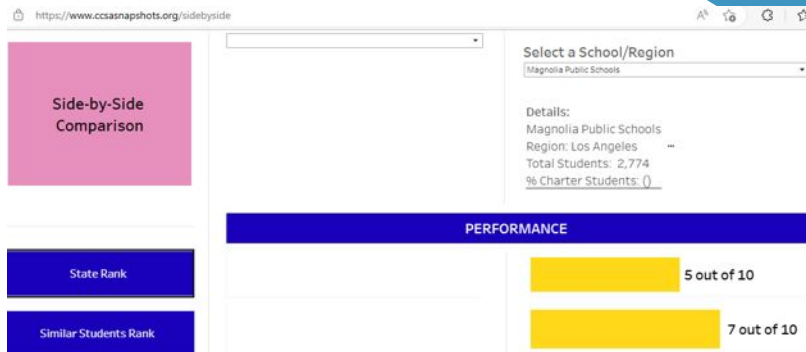 https://www.ccsasnapshots.org/sidebyside
Side-by-Side
Comparison
Select a School/Region
Magnolia Public Schools
Details:
Magnolia Public Schools
Region: Los Angeles
Total Students: 2,774
% Charter Students: ()
PERFORMANCE
State Rank
5 out of 10
Similar Students Rank
7 out of 10